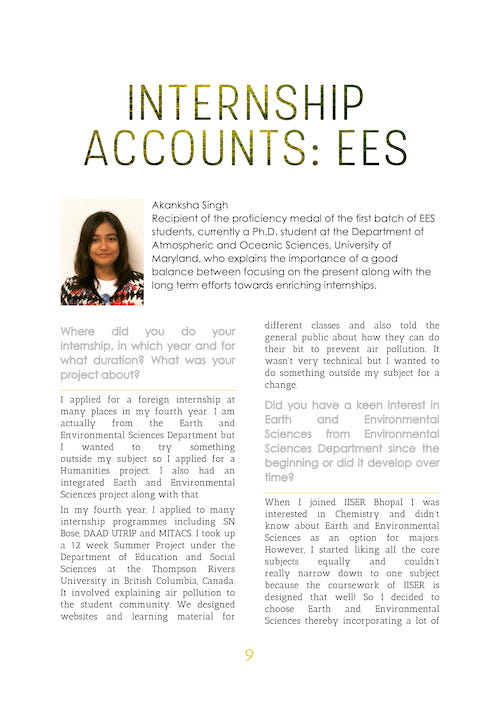 INTERNSHIP
ACCOUNTS: EES
Akanksha Singh
Recipient of the proficiency medal of the first batch of EES
students, currently a Ph.D. student at the Department of
Atmospheric and Oceanic Sciences, University of
Maryland, who explains the importance of a good
balance between focusing on the present along with the
long term efforts towards enriching internships.
Where did you do your
internship, in which year and for
what duration? What was your
project about?
I applied for a foreign internship at
many places in my fourth year. I am
actually from the Earth and
Environmental Sciences Department but
I wanted to try something
outside my subject so I applied for a
Humanities project. I also had an
integrated Earth and Environmental
Sciences project along with that.
In my fourth year, I applied to many
internship programmes including SN
Bose, DAAD UTRIP and MITACS. I took up
a 12 week Summer Project under the
Department of Education and Social
Sciences at the Thompson Rivers
University in British Columbia, Canada.
It involved explaining air pollution to
the student community. We designed
websites and learning material for
different classes and also told the
general public about how they can do
their bit to prevent air pollution. It
wasn't very technical but I wanted to
do something outside my subject for a
change.
Did you have a keen interest in
Earth and Environmental
Sciences from Environmental
Sciences Department since the
beginning or did it develop over
time?
When I joined IISER Bhopal I was
interested in Chemistry and didn't
know about Earth and Environmental
Sciences as an option for majors.
However, I started liking all the core
subjects equally and couldn't
really narrow down to one subject
because the coursework of IISER is
designed that well! So I decided to
choose Earth and Environmental
Sciences thereby incorporating a lot of
9